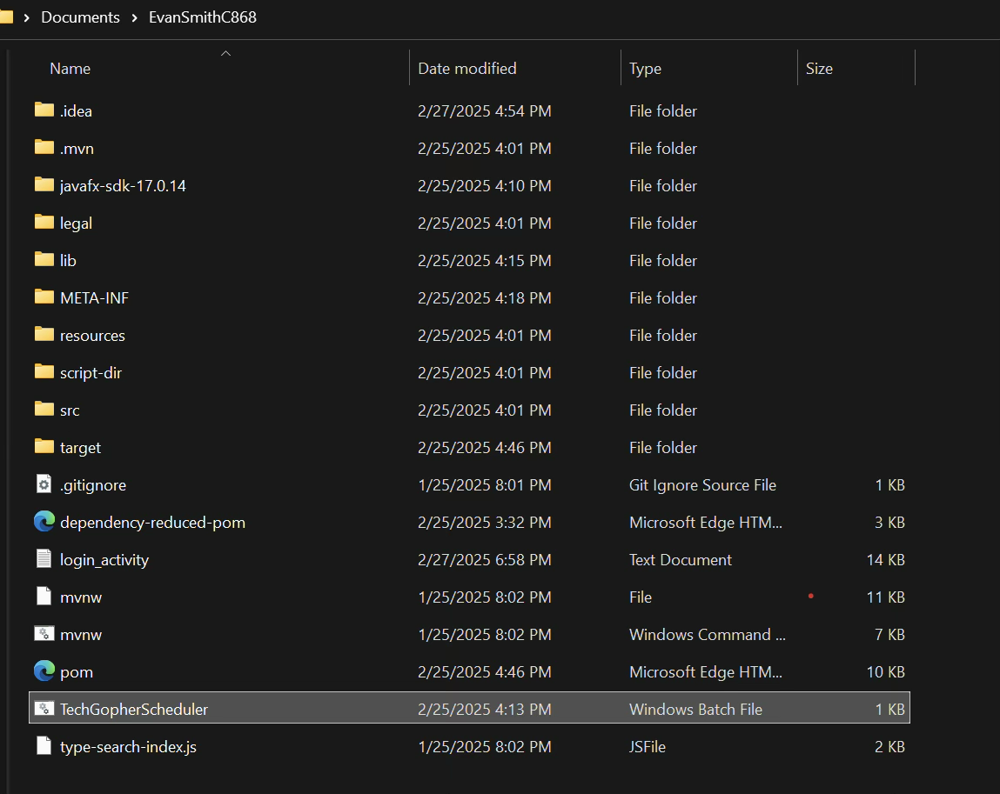 Documents > EvanSmithC868
Name Date modified Type Size
.idea 2/27/2025 4:54 PM File folder
.mvn 2/25/2025 4:01 PM File folder
javafx-sdk-17.0.14 2/25/2025 4:10 PM File folder
legal 2/25/2025 4:01 PM File folder
lib 2/25/2025 4:15 PM File folder
META-INF 2/25/2025 4:18 PM File folder
resources 2/25/2025 4:01 PM File folder
script-dir 2/25/2025 4:01 PM File folder
src 2/25/2025 4:01 PM File folder
target 2/25/2025 4:46 PM File folder
.gitignore 1/25/2025 8:01 PM Git Ignore Source File 1 KB
dependency-reduced-pom 2/25/2025 3:32 PM Microsoft Edge HTM... 3 KB
login_activity 2/27/2025 6:58 PM Text Document 14 KB
mvnw 1/25/2025 8:02 PM File 11 KB
mvnw 1/25/2025 8:02 PM Windows Command ... 7 KB
pom 2/25/2025 4:46 PM Microsoft Edge HTM... 10 KB
TechGopherScheduler 2/25/2025 4:13 PM Windows Batch File 1 KB
type-search-index.js 1/25/2025 8:02 PM JSFile 2 KB